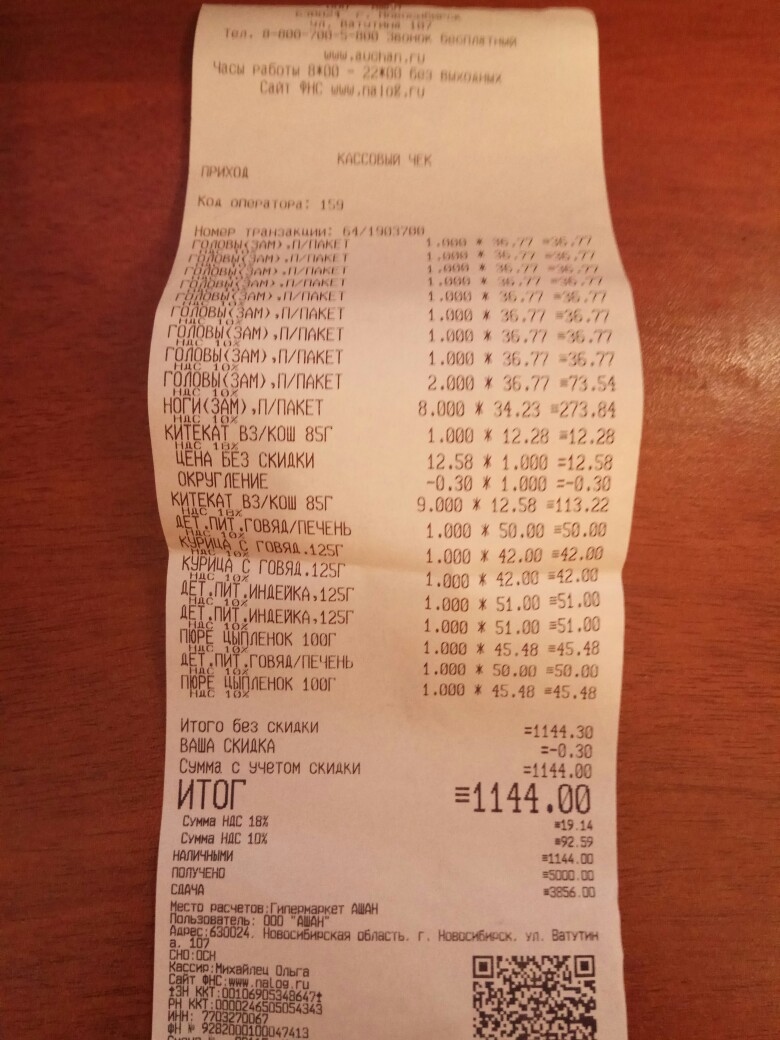 630024, г. Новосибирск
ул. Ватутина 107
Тел. 8-800-700-5-800 Звонок бесплатный
www.auchan.ru
Часы работы 8*00 - 22*00 без выходных
Сайт ФНС www.nalog.ru
КАССОВЫЙ ЧЕК
ПРИХОД
Код оператора: 159
Номер транзакции: 64/1903700
ГОЛОВЫ(ЗАМ),П/ПАКЕТ 1.000 * 36.77 =36.77
НДС 10%
ГОЛОВЫ(ЗАМ),П/ПАКЕТ 1.000 * 36.77 =36.77
НДС 10%
ГОЛОВЫ(ЗАМ),П/ПАКЕТ 1.000 * 36.77 =36.77
НДС 10%
ГОЛОВЫ(ЗАМ),П/ПАКЕТ 1.000 * 36.77 =36.77
НДС 10%
ГОЛОВЫ(ЗАМ),П/ПАКЕТ 1.000 * 36.77 =36.77
НДС 10%
ГОЛОВЫ(ЗАМ),П/ПАКЕТ 1.000 * 36.77 =36.77
НДС 10%
ГОЛОВЫ(ЗАМ),П/ПАКЕТ 1.000 * 36.77 =36.77
НДС 10%
ГОЛОВЫ(ЗАМ),П/ПАКЕТ 1.000 * 36.77 =36.77
НДС 10%
ГОЛОВЫ(ЗАМ),П/ПАКЕТ 2.000 * 36.77 =73.54
НДС 10%
НОГИ(ЗАМ),П/ПАКЕТ 8.000 * 34.23 =273.84
НДС 10%
КИТЕКАТ ВЗ/КОШ 85Г 1.000 * 12.28 =12.28
НДС 18%
ЦЕНА БЕЗ СКИДКИ 12.58 * 1.000 =12.58
ОКРУГЛЕНИЕ -0.30 * 1.000 =-0.30
КИТЕКАТ ВЗ/КОШ 85Г 9.000 * 12.58 =113.22
НДС 18%
ДЕТ.ПИТ.ГОВЯД/ПЕЧЕНЬ 1.000 * 50.00 =50.00
НДС 10%
КУРИЦА С ГОВЯД.125Г 1.000 * 42.00 =42.00
НДС 10%
КУРИЦА С ГОВЯД.125Г 1.000 * 42.00 =42.00
НДС 10%
ДЕТ.ПИТ.ИНДЕЙКА,125Г 1.000 * 51.00 =51.00
НДС 10%
ДЕТ.ПИТ.ИНДЕЙКА,125Г 1.000 * 51.00 =51.00
НДС 10%
ПЮРЕ ЦЫПЛЕНОК 100Г 1.000 * 45.48 =45.48
НДС 10%
ДЕТ.ПИТ.ГОВЯД/ПЕЧЕНЬ 1.000 * 50.00 =50.00
НДС 10%
ПЮРЕ ЦЫПЛЕНОК 100Г 1.000 * 45.48 =45.48
НДС 10%
Итого без скидки =1144.30
ВАША СКИДКА =-0.30
Сумма с учетом скидки =1144.00
ИТОГ =1144.00
Сумма НДС 18% =19.14
Сумма НДС 10% =92.59
НАЛИЧНЫМИ =1144.00
ПОЛУЧЕНО =5000.00
СДАЧА =3856.00
Место расчетов:Гипермаркет АШАН
Пользователь: ООО "АШАН"
Адрес:630024, Новосибирская область, г. Новосибирск, ул. Ватутин
а, 107
СНО:ОСН
Кассир:Михайлец Ольга
Сайт ФНС:www.nalog.ru
↑ЗН ККТ:00106905348647↑
РН ККТ:0000246505054343
ИНН: 7703270067
ФН № 9282000100047413